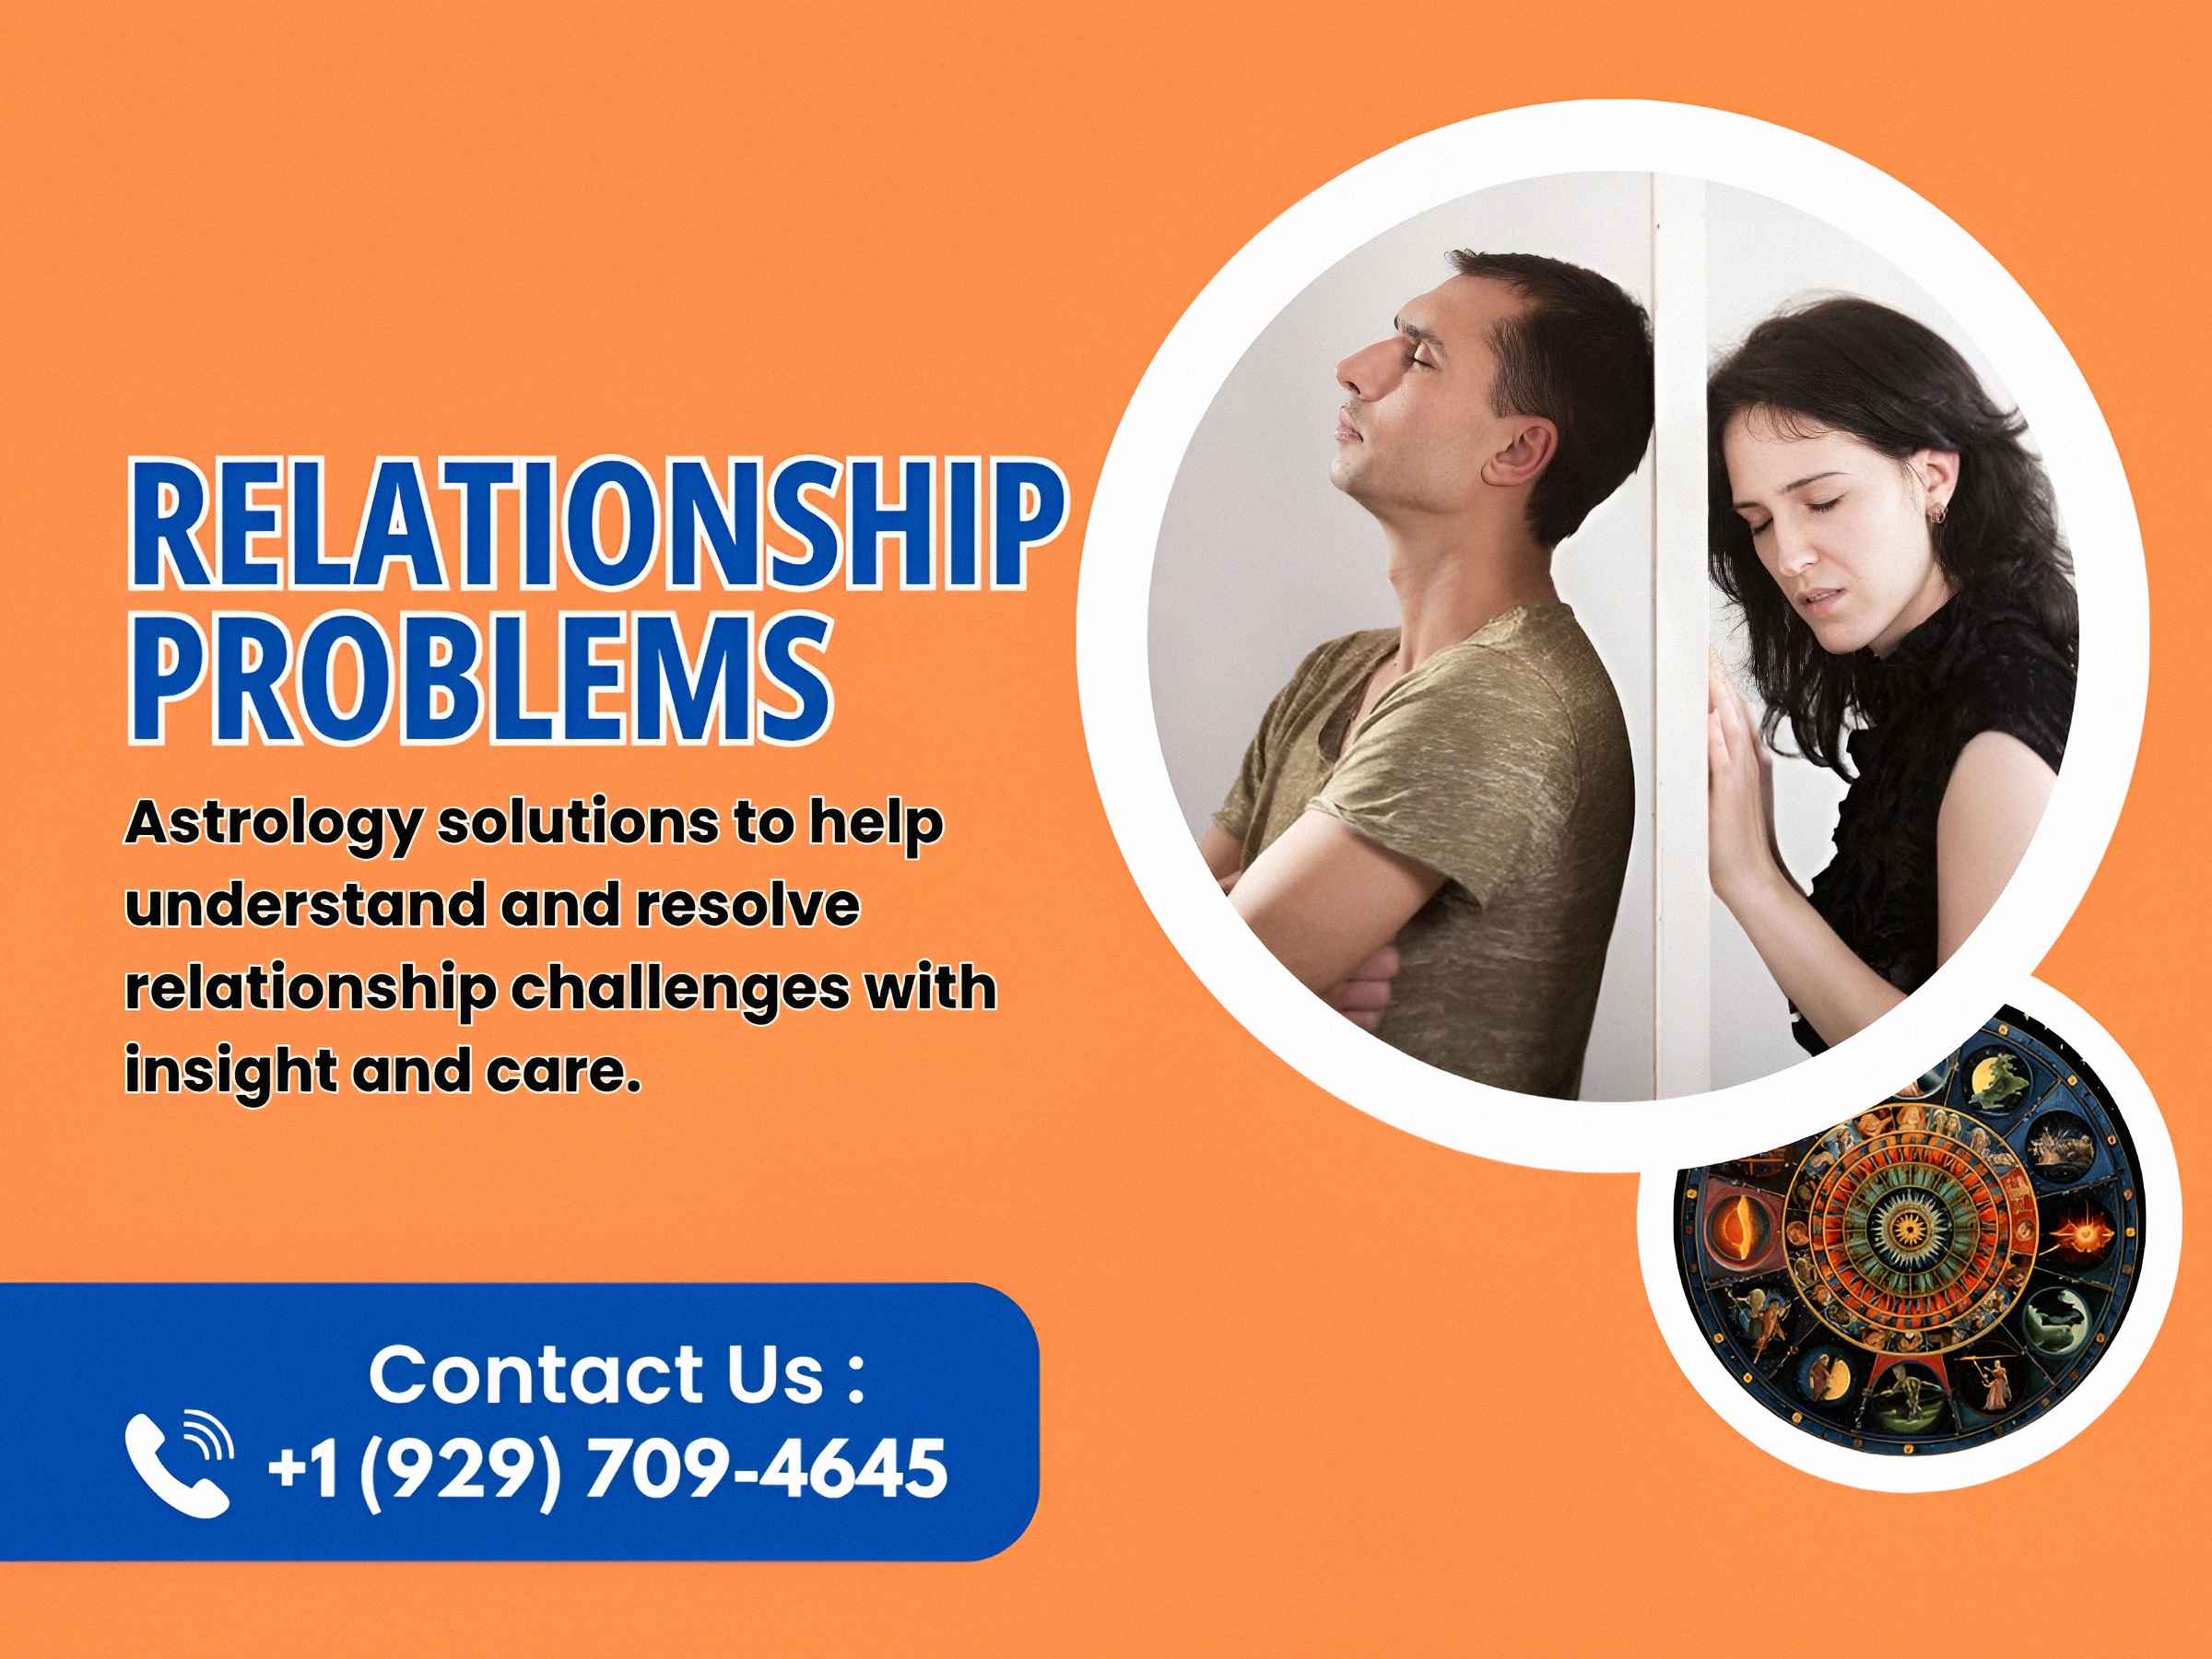 RELATIONSHIP
PROBLEMS
Astrology solutions to help
understand and resolve
relationship challenges with
insight and care.
Contact Us :
+1 (929) 709-4645